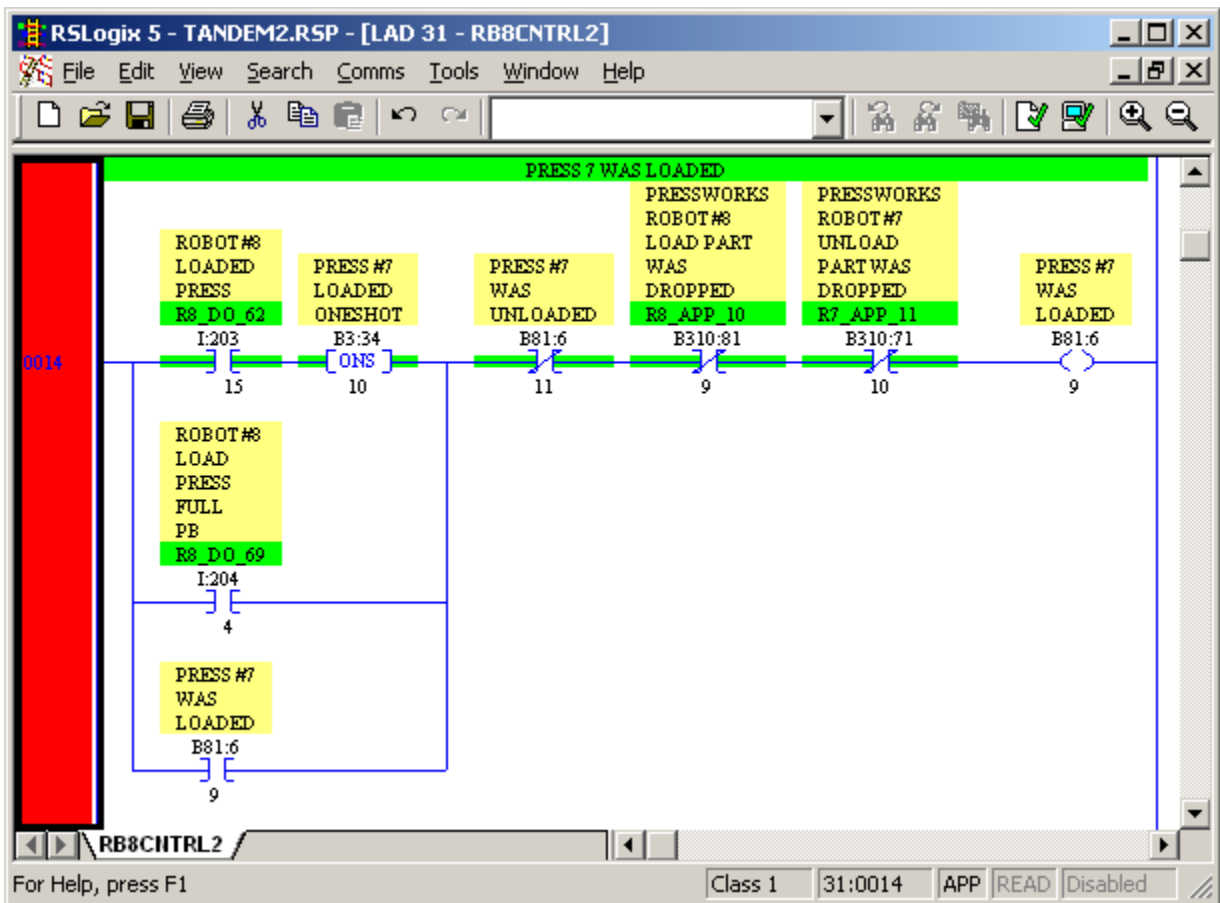 RSLogix 5 - TANDEM2.RSP - [LAD 31 - RB8CNTRL2]
File Edit View Search Comms Tools Window Help
PRESS 7 WAS LOADED
ROBOT #8
LOADED
PRESS
R8_DO_62
I:203
15
PRESS #7
LOADED
ONESHOT
B3:34
ONS
10
PRESS #7
WAS
UNLOADED
B81:6
11
PRESSWORKS
ROBOT #8
LOAD PART
WAS
DROPPED
R8_APP_10
B310:81
9
PRESSWORKS
ROBOT #7
UNLOAD
PART WAS
DROPPED
R7_APP_11
B310:71
10
PRESS #7
WAS
LOADED
B81:6
9
0014
ROBOT #8
LOAD
PRESS
FULL
PB
R8_DO_69
I:204
4
PRESS #7
WAS
LOADED
B81:6
9
RB8CNTRL2
For Help, press F1
Class 1
31:0014
APP
READ
Disabled